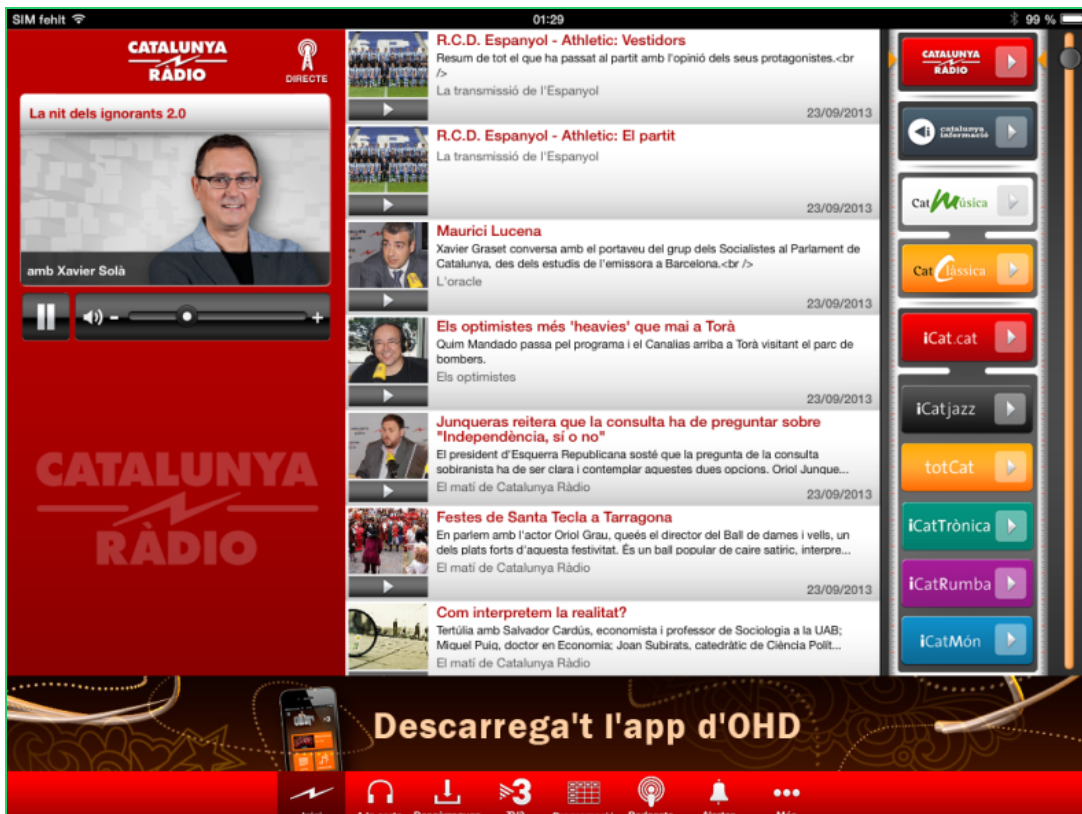 SIM fehlt
01:29
99 %
CATALUNYA
RÀDIO
DIRECTE
La nit dels ignorants 2.0
amb Xavier Solà
- +
CATALUNYA
RÀDIO
R.C.D. Espanyol - Athletic: Vestidors
Resum de tot el que ha passat al partit amb l'opinió dels seus protagonistes.<br
/>
La transmissió de l'Espanyol
23/09/2013
R.C.D. Espanyol - Athletic: El partit
La transmissió de l'Espanyol
23/09/2013
Maurici Lucena
Xavier Graset conversa amb el portaveu del grup dels Socialistes al Parlament de
Catalunya, des dels estudis de l'emissora a Barcelona.<br />
L'oracle
23/09/2013
Els optimistes més 'heavies' que mai a Torà
Quim Mandado passa pel programa i el Canalias arriba a Torà visitant el parc de
bombers.
Els optimistes
23/09/2013
Junqueras reitera que la consulta ha de preguntar sobre
"Independència, sí o no"
El president d'Esquerra Republicana sosté que la pregunta de la consulta
sobiranista ha de ser clara i contemplar aquestes dues opcions. Oriol Junque...
El matí de Catalunya Ràdio
23/09/2013
Festes de Santa Tecla a Tarragona
En parlem amb l'actor Oriol Grau, queés el director del Ball de dames i vells, un
dels plats forts d'aquesta festivitat. És un ball popular de caire satíric, interpre...
El matí de Catalunya Ràdio
23/09/2013
Com interpretem la realitat?
Tertúlia amb Salvador Cardús, economista i professor de Sociologia a la UAB;
Miquel Puig, doctor en Economia; Joan Subirats, catedràtic de Ciència Polít...
El matí de Catalunya Ràdio
CATALUNYA
RÀDIO
catalunya
informació
Cat Música
Cat Clàssica
iCat.cat
iCatjazz
totCat
iCatTrònica
iCatRumba
iCatMón
Descarrega't l'app d'OHD
3